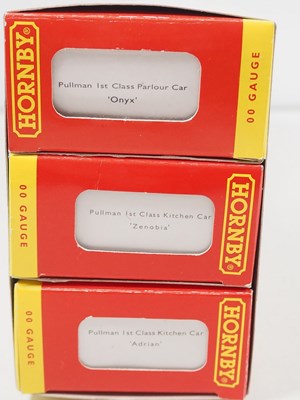 HORNBY®
Pullman 1st Class Parlour Car
'Onyx'
00 GAUGE
00 GAUGE
Pullman 1st Class Kitchen Car
'Zenobia'
HORNBY®
00 GAUGE
Pullman 1st Class Kitchen Car
'Adrian'
HORNBY®